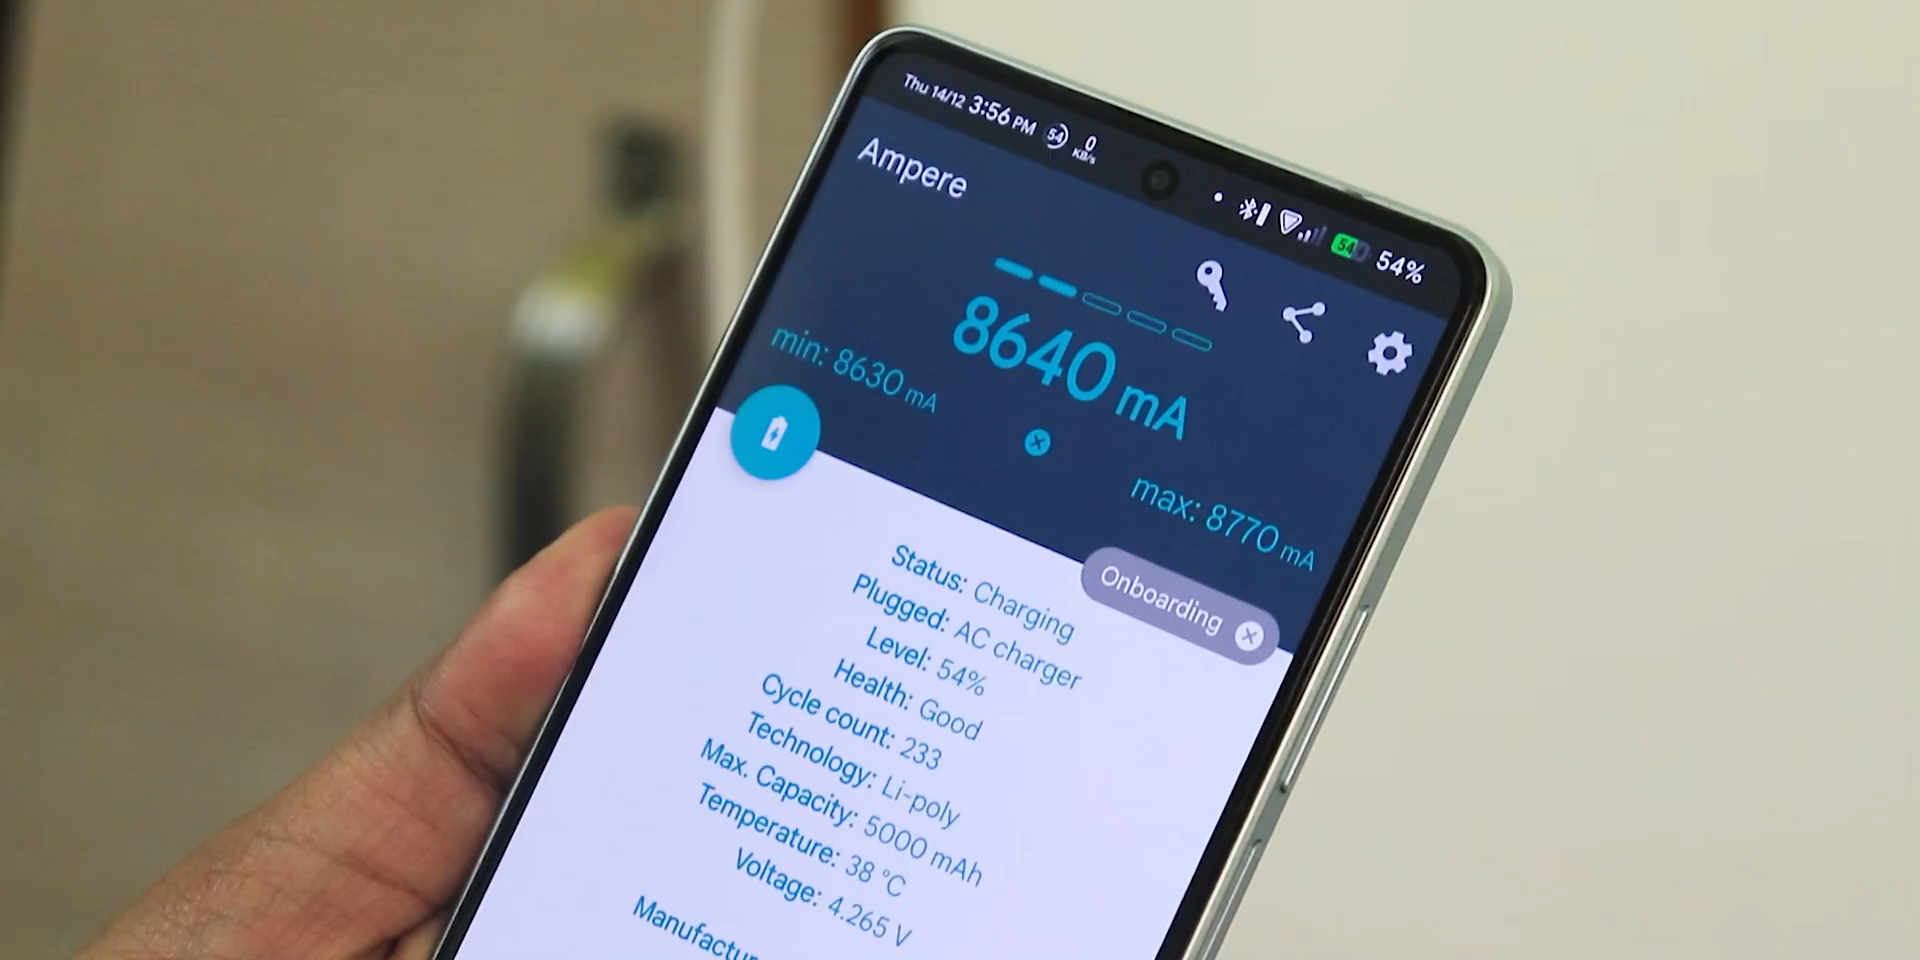 Thu 14/12 3:56 PM 54 0 KB/s 54 54%
Ampere
8640 mA
min: 8630 mA
max: 8770 mA
Onboarding
Status: Charging
Plugged: AC charger
Level: 54%
Health: Good
Cycle count: 233
Technology: Li-poly
Max. Capacity: 5000 mAh
Temperature: 38 °C
Voltage: 4.265 V
Manufactur